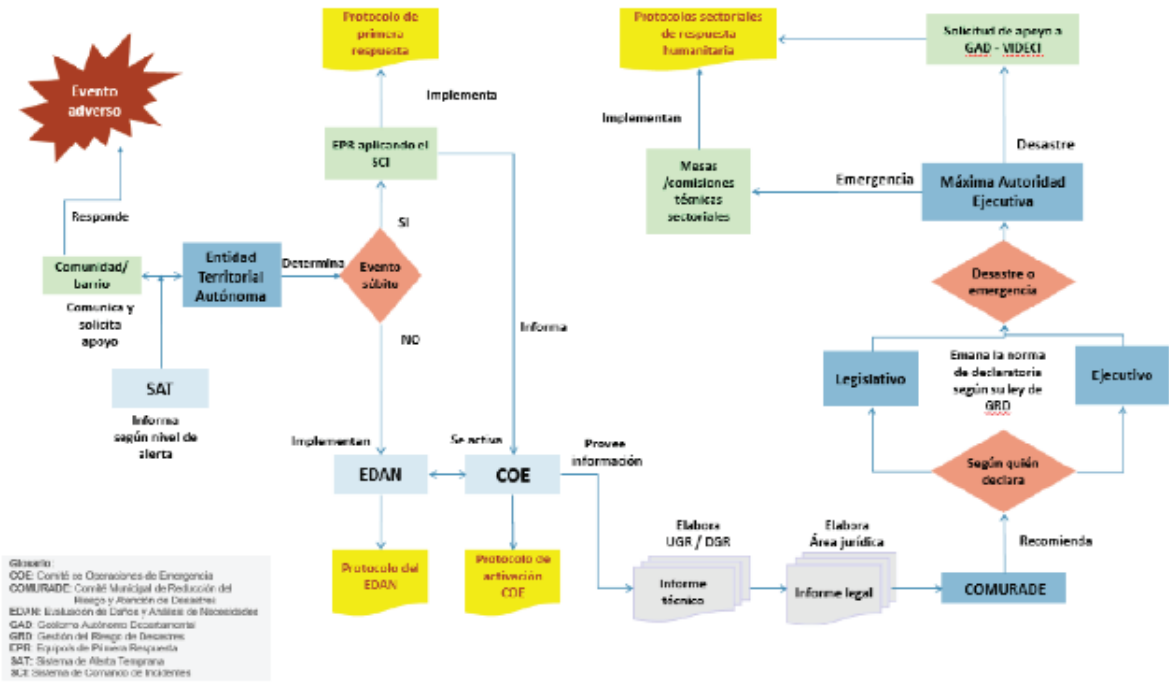 Evento
adverso
Responde
Comunidad/
barrio
Comunica y
solicita
apoyo
SAT
Informa
según nivel de
alerta
Entidad
Territorial
Autónoma
Determina
Evento
súbito
SI
NO
EPR aplicando el
SCI
Implementa
Protocolo de
primera
respuesta
Informa
Implementan
EDAN
Se activa
COE
Protocolo del
EDAN
Protocolo de
activación
COE
Provee
información
Elabora
UGR / DGR
Informe
técnico
Elabora
Área jurídica
Informe legal
COMURADE
Recomienda
Según quién
declara
Legislativo
Emana la norma
de declaratoria
según su ley de
GRD
Ejecutivo
Desastre o
emergencia
Máxima Autoridad
Ejecutiva
Emergencia
Desastre
Mesas
/comisiones
técnicas
sectoriales
Implementan
Protocolos sectoriales
de respuesta
humanitaria
Solicitud de apoyo a
GAD - VIDECI
Glosario
COE: Comité de Operaciones de Emergencia
COMURADE: Comité Municipal de Reducción del
Riesgo y Atención de Desastres
EDAN: Evaluación de Daños y Análisis de Necesidades
GAD: Gobierno Autónomo Departamental
GRD: Gestión del Riesgo de Desastres
EPR: de Primera Respuesta
SAT: Sistema de Alerta Temprana
SCI: Sistema de Comando de Incidentes